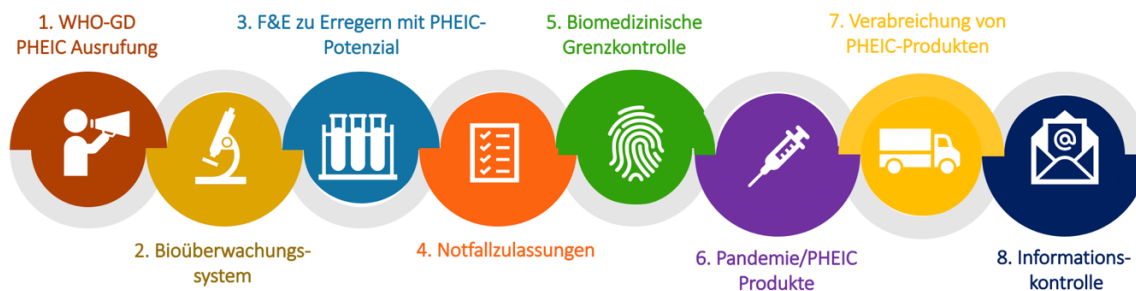 1. WHO-GD
PHEIC Ausrufung
2. Bioüberwachungs-
system
3. F&E zu Erregern mit PHEIC-
Potenzial
4. Notfallzulassungen
5. Biomedizinische
Grenzkontrolle
6. Pandemie/PHEIC
Produkte
7. Verabreichung von
PHEIC-Produkten
8. Informations-
kontrolle
@